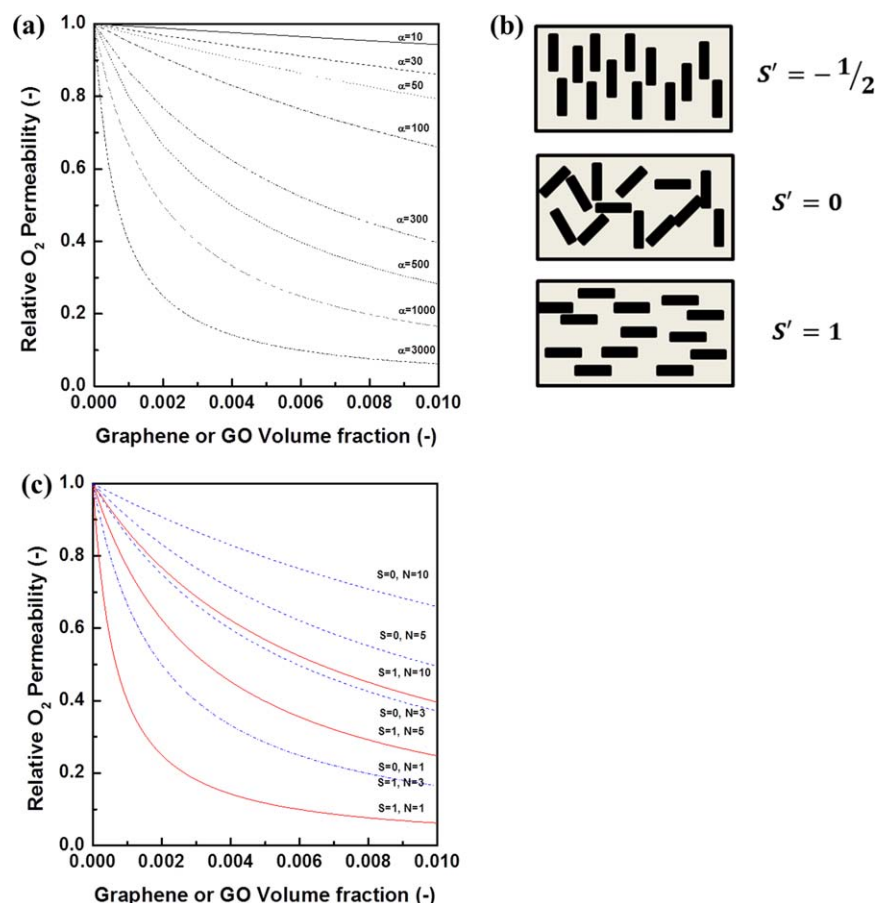 (a)
Relative O2 Permeability (-)
1.0
0.8
0.6
0.4
0.2
0.0
α=10
α=30
α=50
α=100
α=300
α=500
α=1000
α=3000
0.000 0.002 0.004 0.006 0.008 0.010
Graphene or GO Volume fraction (-)
(b)
S′ = − 1/2
S′ = 0
S′ = 1
(c)
Relative O2 Permeability (-)
1.0
0.8
0.6
0.4
0.2
0.0
S=0, N=10
S=0, N=5
S=1, N=10
S=0, N=3
S=1, N=5
S=0, N=1
S=1, N=3
S=1, N=1
0.000 0.002 0.004 0.006 0.008 0.010
Graphene or GO Volume fraction (-)